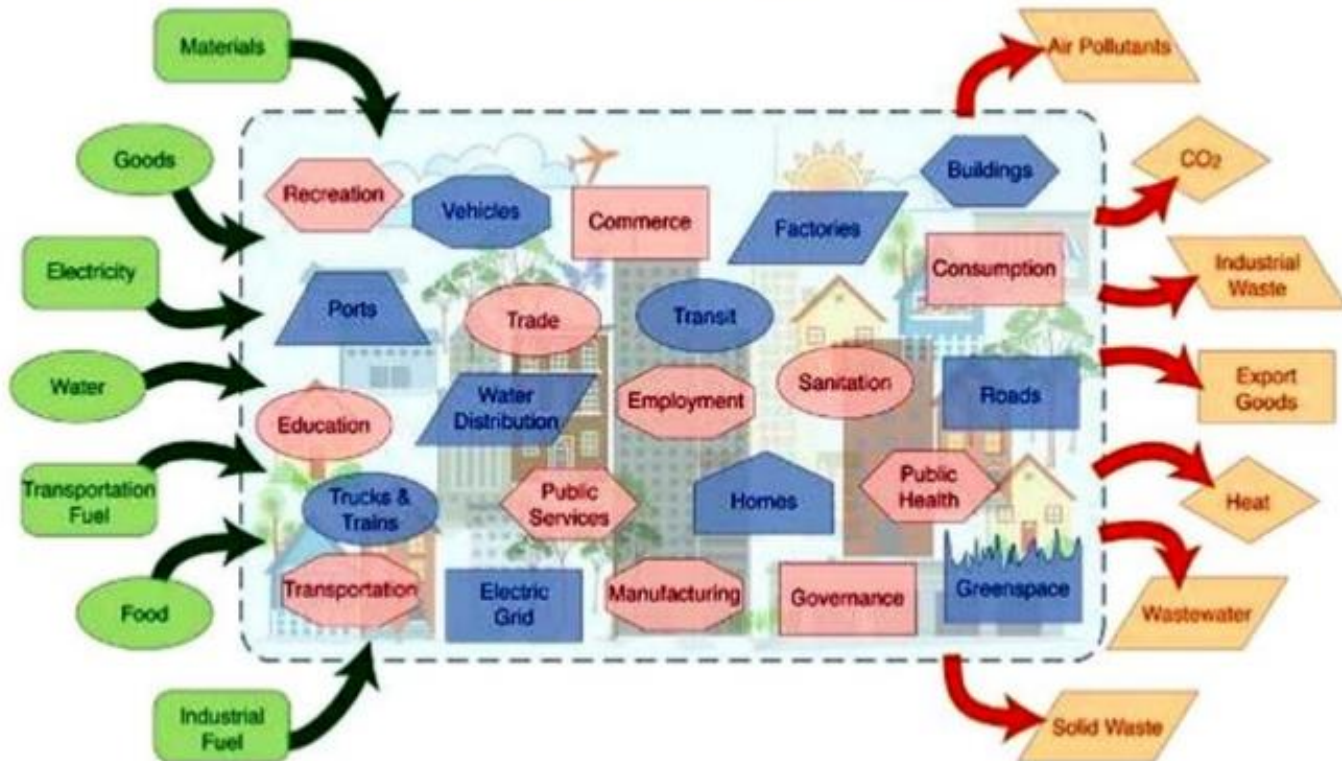 Materials
Goods
Electricity
Water
Transportation
Fuel
Food
Industrial
Fuel
Recreation
Vehicles
Commerce
Factories
Buildings
Consumption
Ports
Trade
Transit
Sanitation
Roads
Education
Water
Distribution
Employment
Trucks &
Trains
Public
Services
Homes
Public
Health
Transportation
Electric
Grid
Manufacturing
Governance
Greenspace
Air Pollutants
CO₂
Industrial
Waste
Export
Goods
Heat
Wastewater
Solid Waste